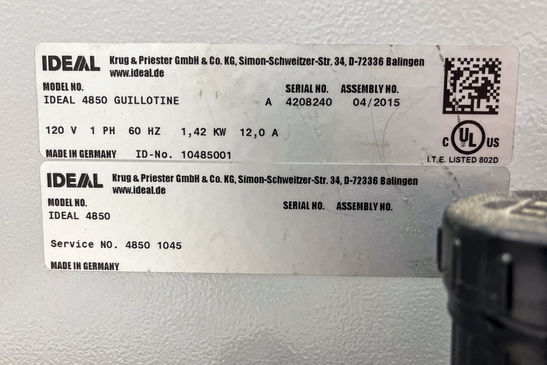 IDEAL Krug & Priester GmbH & Co. KG, Simon-Schweitzer-Str. 34, D-72336 Balingen
www.ideal.de
MODEL NO. SERIAL NO. ASSEMBLY NO.
IDEAL 4850 GUILLOTINE A 4208240 04/2015
120 V 1 PH 60 HZ 1,42 KW 12,0 A
C UL US
MADE IN GERMANY ID-No. 10485001
I.T.E. LISTED 802D
IDEAL Krug & Priester GmbH & Co. KG, Simon-Schweitzer-Str. 34, D-72336 Balingen
www.ideal.de
MODEL NO. SERIAL NO. ASSEMBLY NO.
IDEAL 4850
Service NO. 4850 1045
MADE IN GERMANY